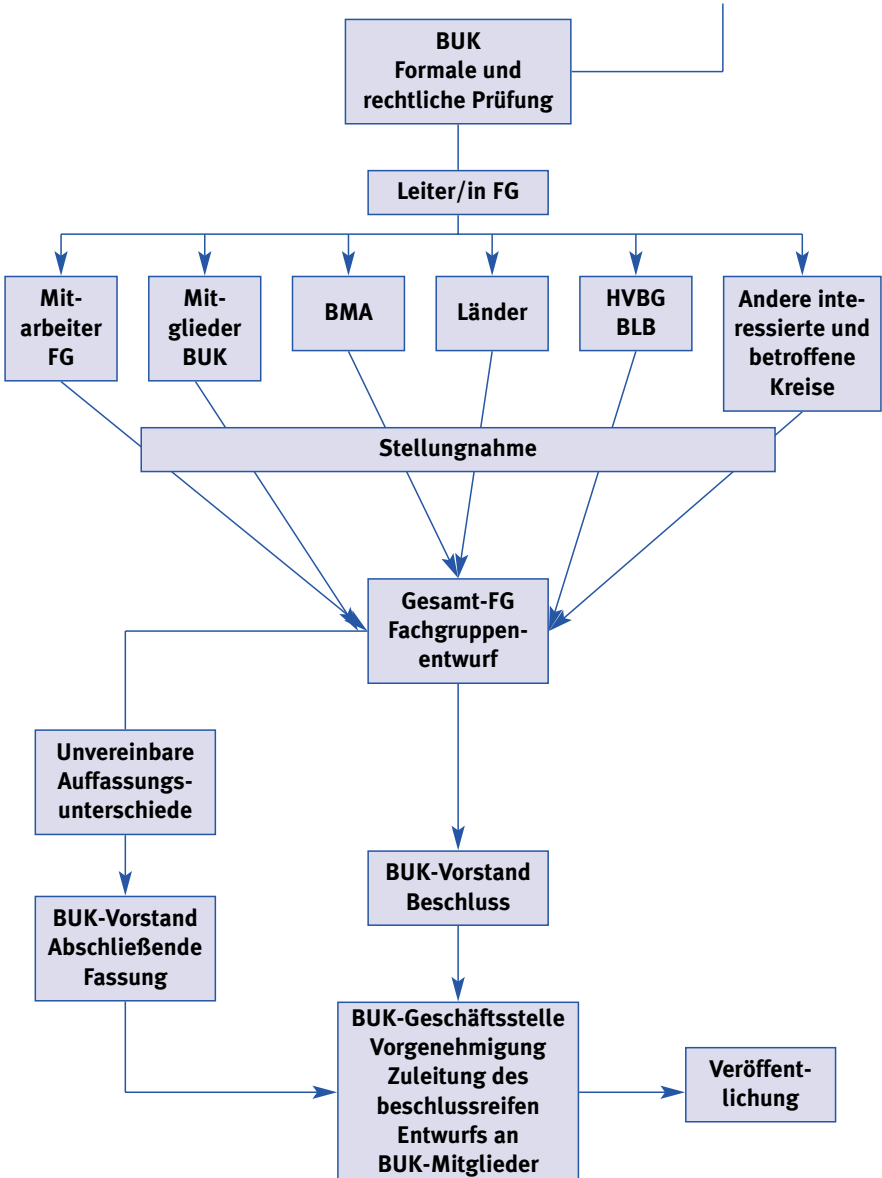 BUK
Formale und
rechtliche Prüfung
Leiter/in FG
Mit-
arbeiter
FG
Mit-
glieder
BUK
BMA
Länder
HVBG
BLB
Andere inte-
ressierte und
betroffene
Kreise
Stellungnahme
Gesamt-FG
Fachgruppen-
entwurf
Unvereinbare
Auffassungs-
unterschiede
BUK-Vorstand
Beschluss
BUK-Vorstand
Abschließende
Fassung
BUK-Geschäftsstelle
Vorgenehmigung
Zuleitung des
beschlussreifen
Entwurfs an
BUK-Mitglieder
Veröffent-
lichung